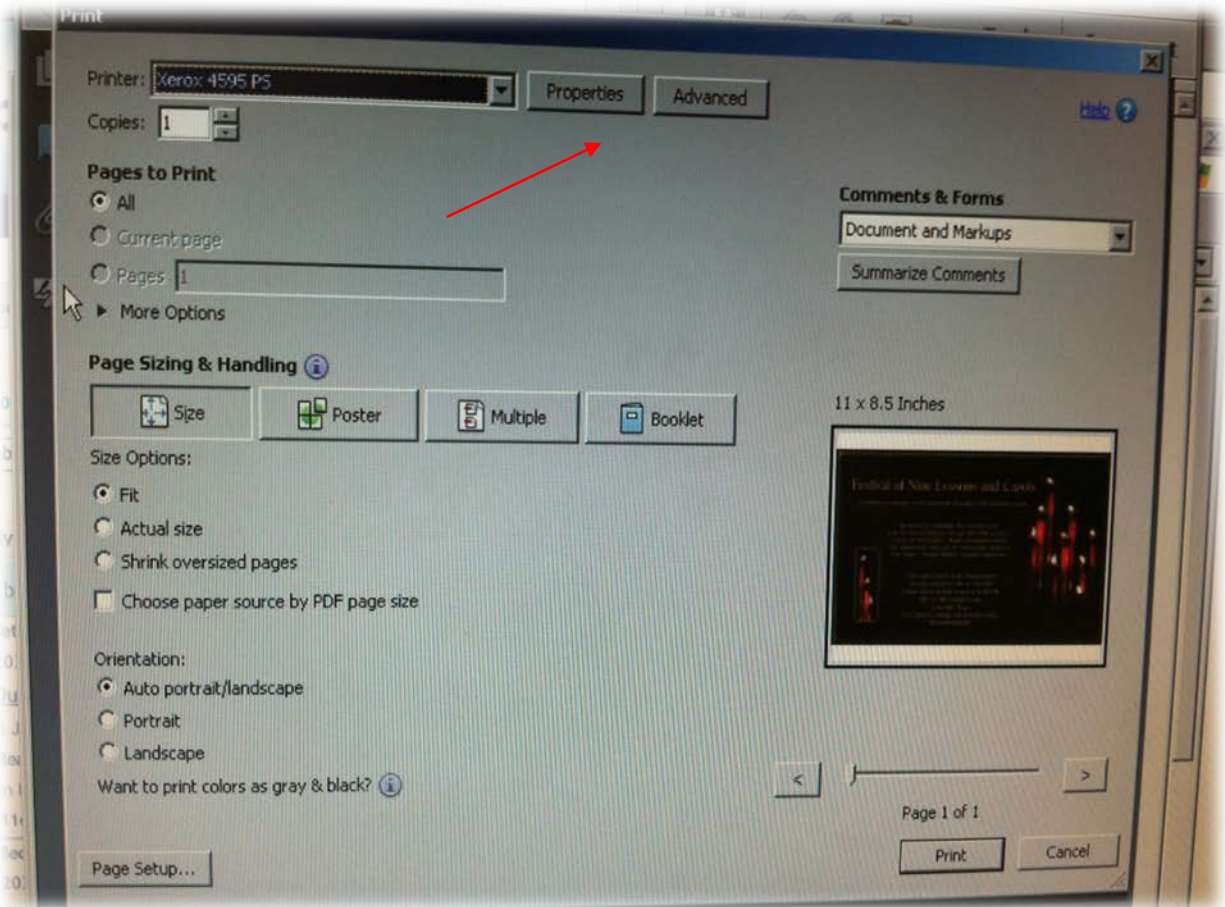 Print
Printer: Xerox 4595 PS
Properties
Advanced
Help
Copies: 1
Pages to Print
All
Current page
Pages 1
More Options
Comments & Forms
Document and Markups
Summarize Comments
Page Sizing & Handling
Size
Poster
Multiple
Booklet
Size Options:
Fit
Actual size
Shrink oversized pages
Choose paper source by PDF page size
Orientation:
Auto portrait/landscape
Portrait
Landscape
Want to print colors as gray & black?
11 x 8.5 Inches
Festival of Nine Lessons and Carols
<
>
Page 1 of 1
Page Setup...
Print
Cancel